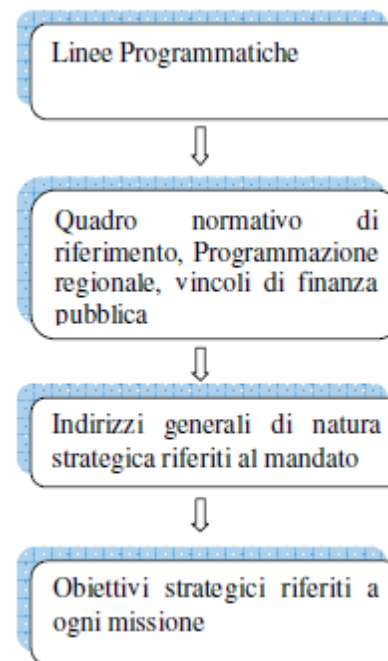 Linee Programmatiche
Quadro normativo di
riferimento, Programmazione
regionale, vincoli di finanza
pubblica
Indirizzi generali di natura
strategica riferiti al mandato
Obiettivi strategici riferiti a
ogni missione